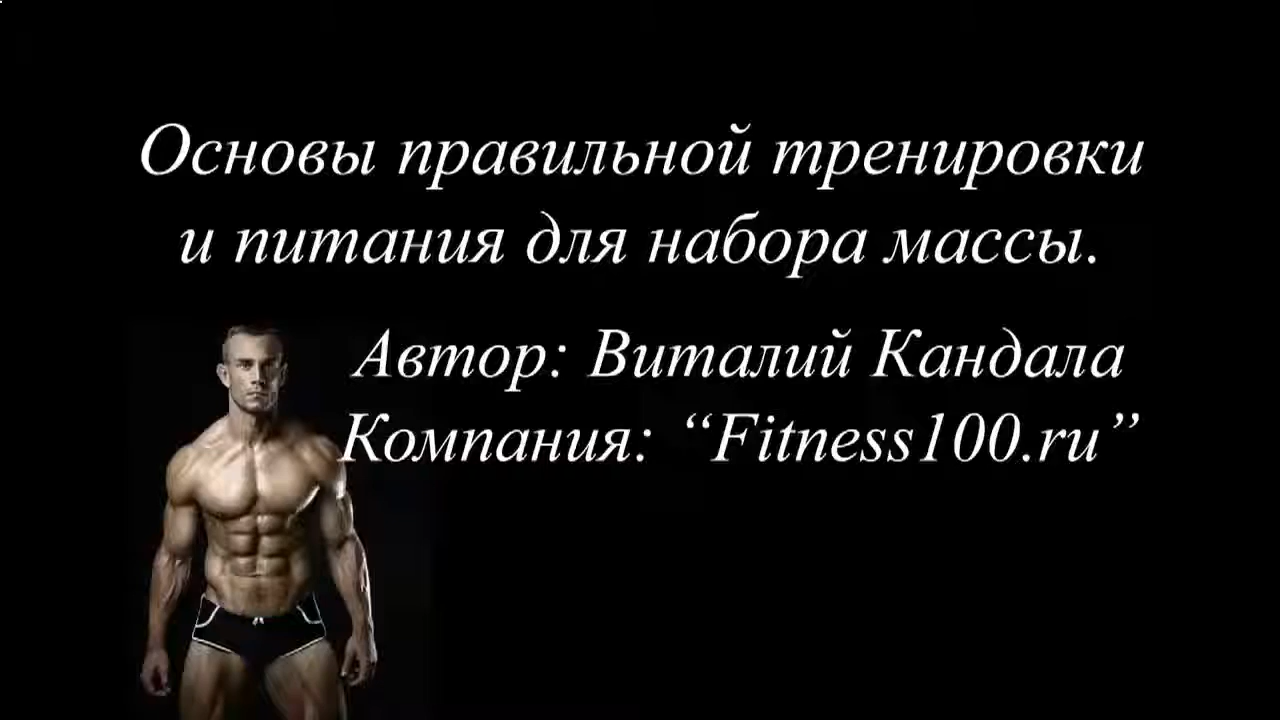 Основы правильной тренировки
и питания для набора массы.
Автор: Виталий Кандала
Компания: “Fitness100.ru”